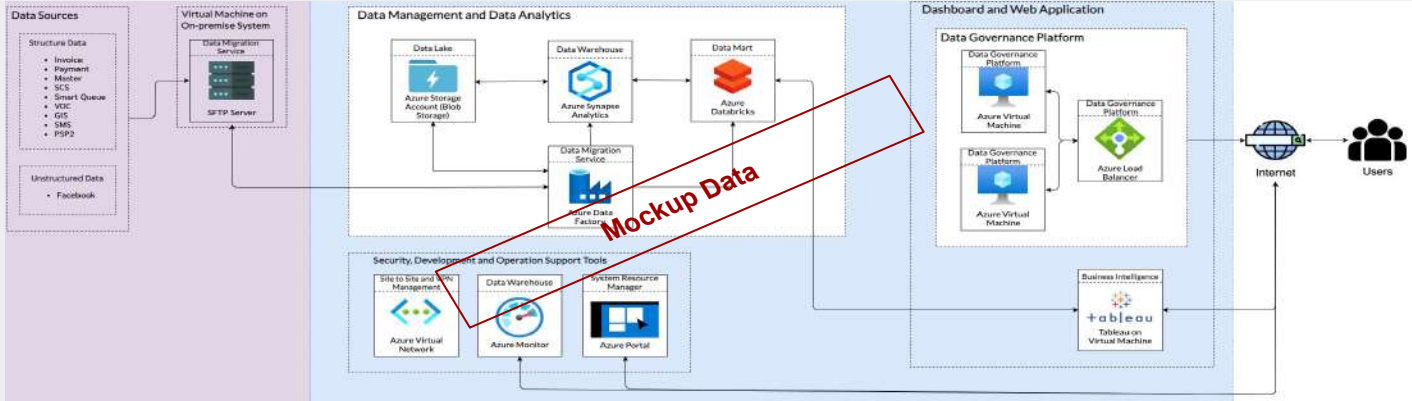 Data Sources
Structure Data
• Invoice
• Payment
• Master
• SCS
• Smart Queue
• VOC
• GIS
• SMS
• PSP2
Unstructured Data
• Facebook
Virtual Machine on
On-premise System
Data Migration
Service
SFTP Server
Data Management and Data Analytics
Data Lake
Azure Storage
Account (Blob
Storage)
Data Warehouse
Azure Synapse
Analytics
Data Mart
Azure
Databricks
Data Migration
Service
Azure Data
Factory
Mockup Data
Security, Development and Operation Support Tools
Site to Site and VPN
Management
Azure Virtual
Network
Data Warehouse
Azure Monitor
System Resource
Manager
Azure Portal
Dashboard and Web Application
Data Governance Platform
Data Governance
Platform
Azure Virtual
Machine
Data Governance
Platform
Azure Virtual
Machine
Data Governance
Platform
Azure Load
Balancer
Business Intelligence
+ableau
Tableau on
Virtual Machine
Internet
Users